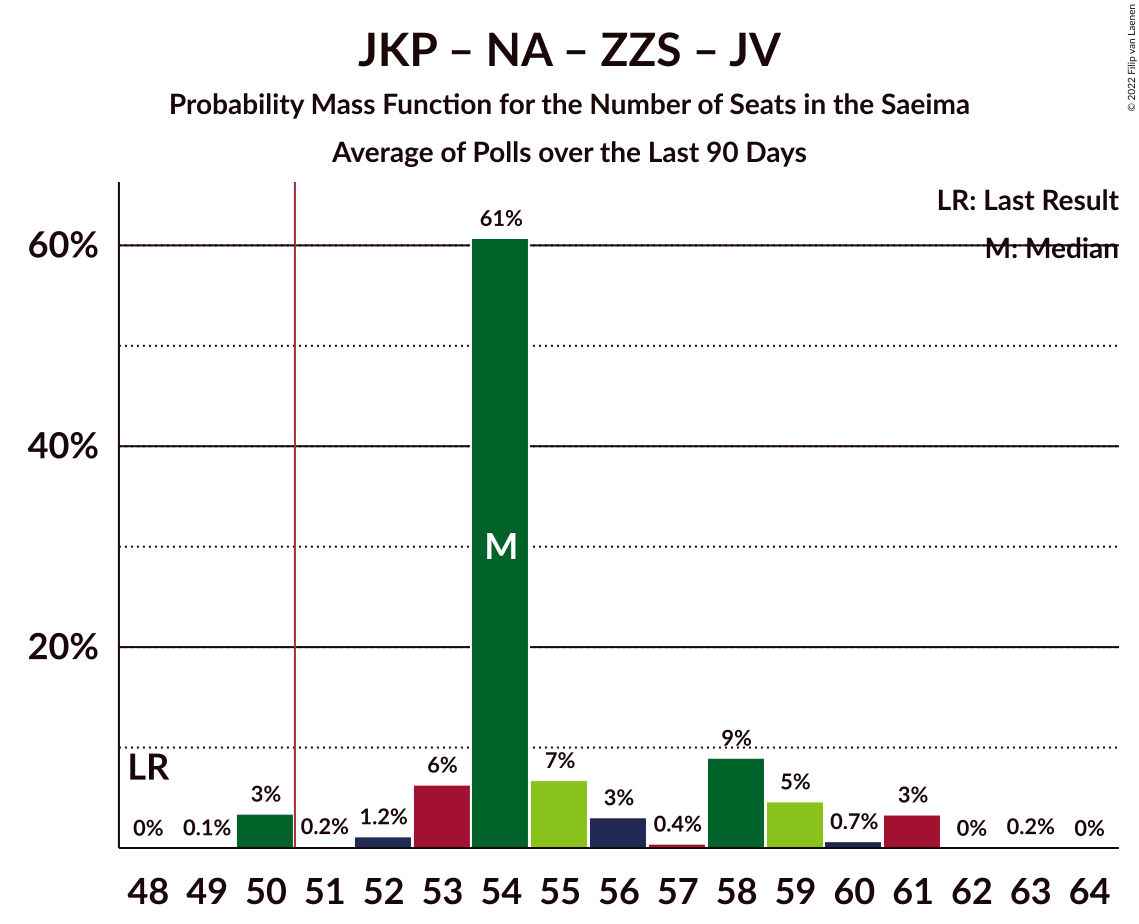 JKP – NA – ZZS – JV
Probability Mass Function for the Number of Seats in the Saeima
Average of Polls over the Last 90 Days
© 2022 Filip van Laenen
LR: Last Result
M: Median
60%
40%
20%
LR
M
0%
0.1%
3%
0.2%
1.2%
6%
61%
7%
3%
0.4%
9%
5%
0.7%
3%
0%
0.2%
0%
48 49 50 51 52 53 54 55 56 57 58 59 60 61 62 63 64